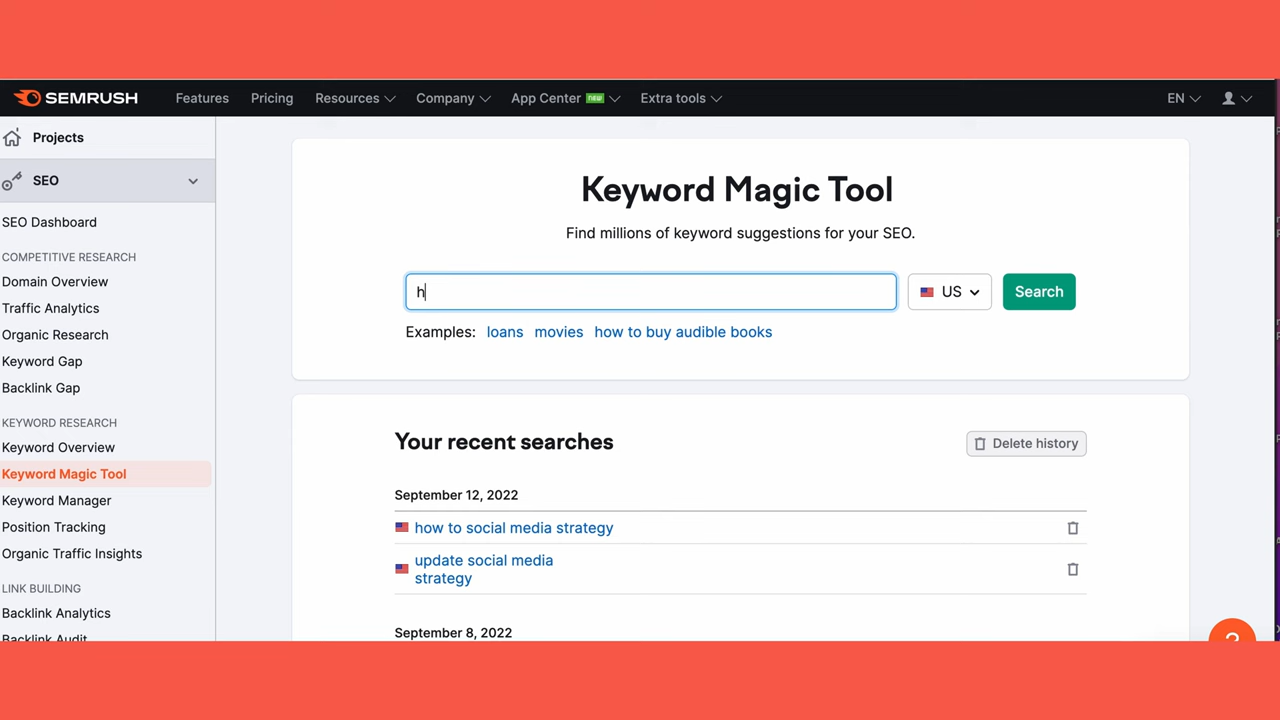 SEMRUSH Features Pricing Resources Company App Center new Extra tools EN
Projects
SEO
SEO Dashboard
COMPETITIVE RESEARCH
Domain Overview
Traffic Analytics
Organic Research
Keyword Gap
Backlink Gap
KEYWORD RESEARCH
Keyword Overview
Keyword Magic Tool
Keyword Manager
Position Tracking
Organic Traffic Insights
LINK BUILDING
Backlink Analytics
Backlink Audit
Keyword Magic Tool
Find millions of keyword suggestions for your SEO.
h US Search
Examples: loans movies how to buy audible books
Your recent searches Delete history
September 12, 2022
how to social media strategy
update social media
strategy
September 8, 2022
?